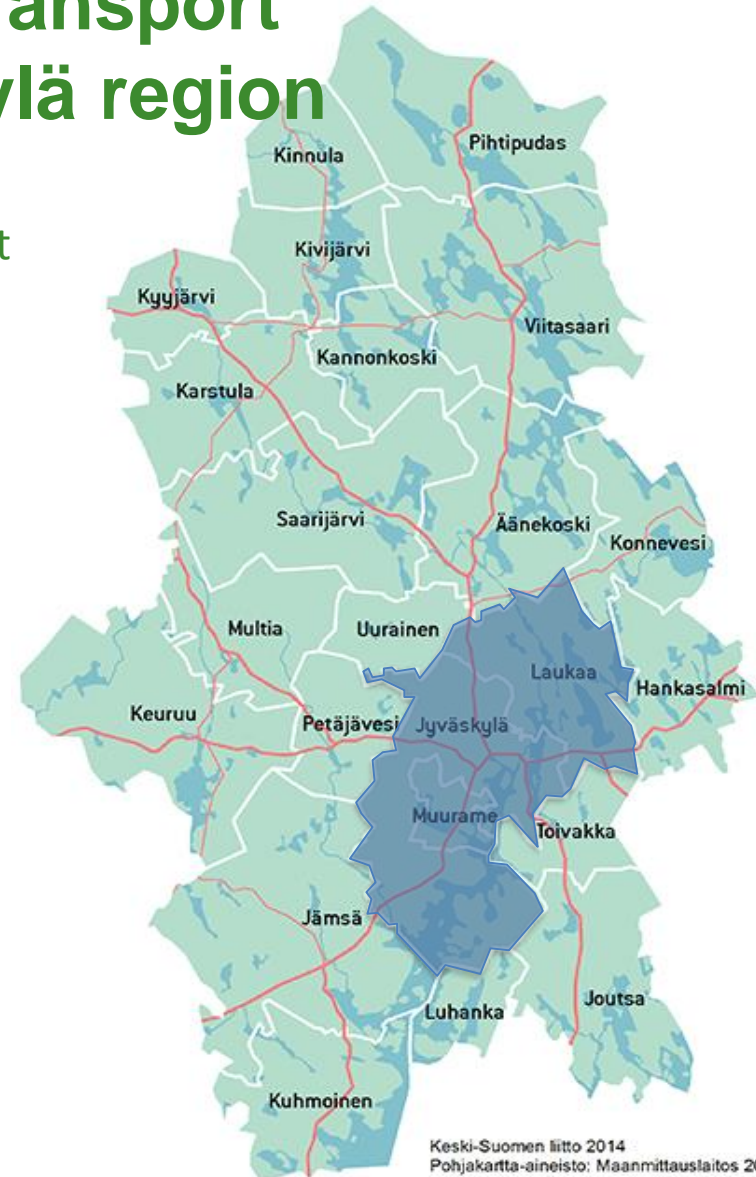 ansport
ylä region
t
Kinnula
Pihtipudas
Kivijärvi
Kyyjärvi
Viitasaari
Kannonkoski
Karstula
Saarijärvi
Äänekoski
Konnevesi
Multia
Uurainen
Laukaa
Hankasalmi
Keuruu
Petäjävesi
Jyväskylä
Muurame
Toivakka
Jämsä
Joutsa
Luhanka
Kuhmoinen
Keski-Suomen liitto 2014
Pohjakartta-aineisto: Maanmittauslaitos 20